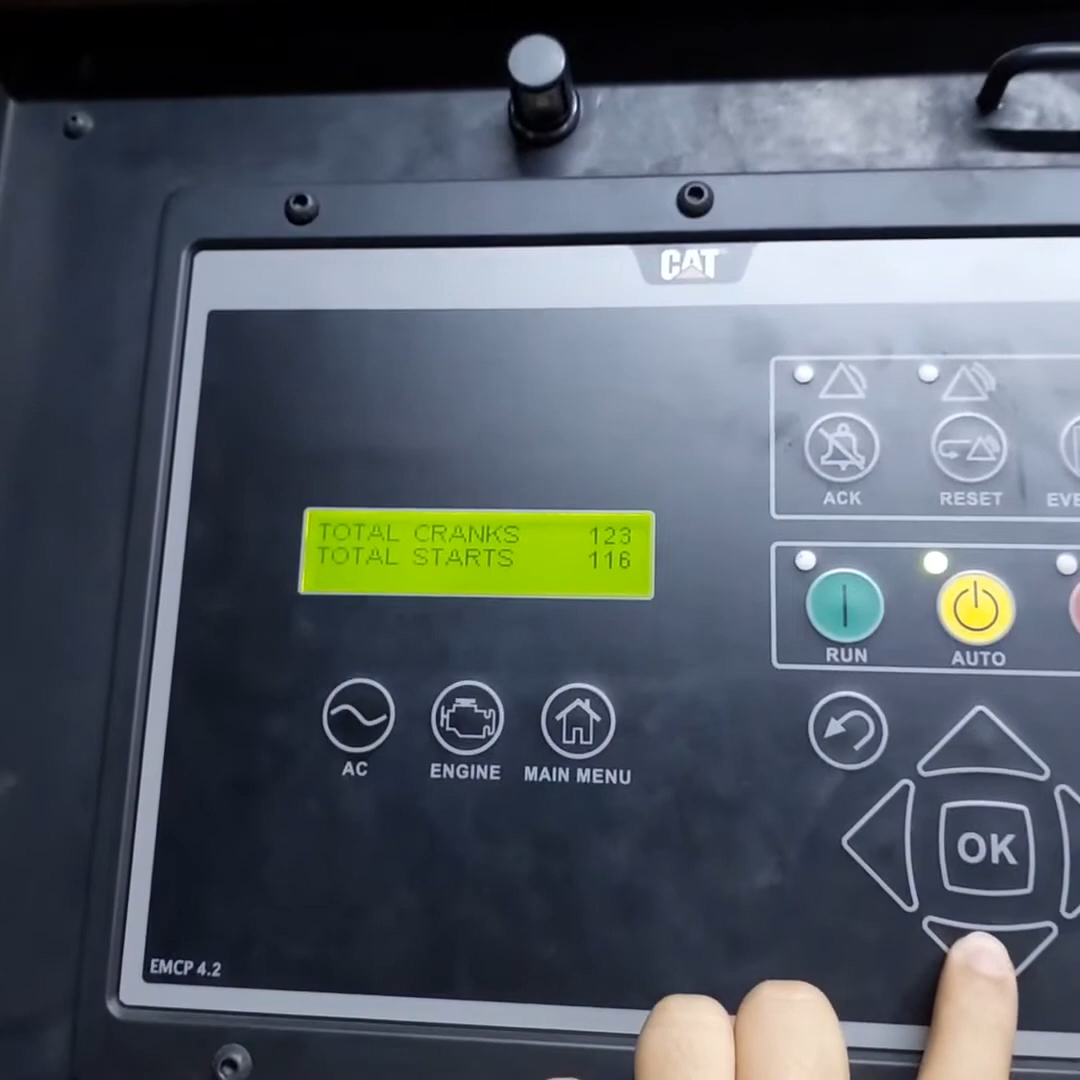 CAT
TOTAL CRANKS 123
TOTAL STARTS 116
ACK
RESET
RUN
AUTO
AC
ENGINE
MAIN MENU
OK
EMCP 4.2